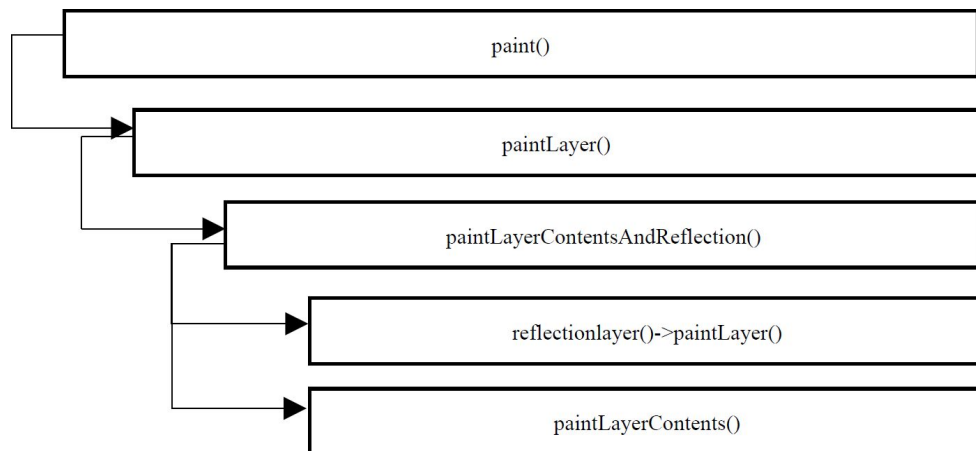 paint()
paintLayer()
paintLayerContentsAndReflection()
reflectionlayer()->paintLayer()
paintLayerContents()